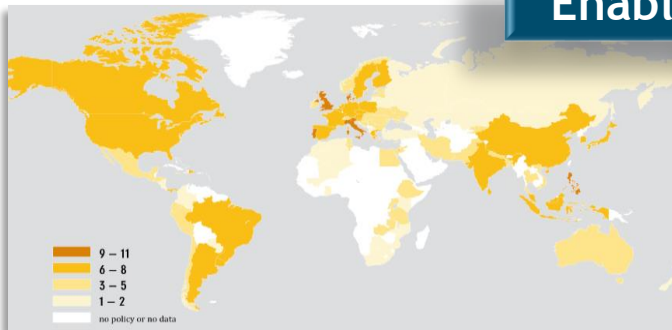 Enabl
9 – 11
6 – 8
3 – 5
1 – 2
no policy or no data